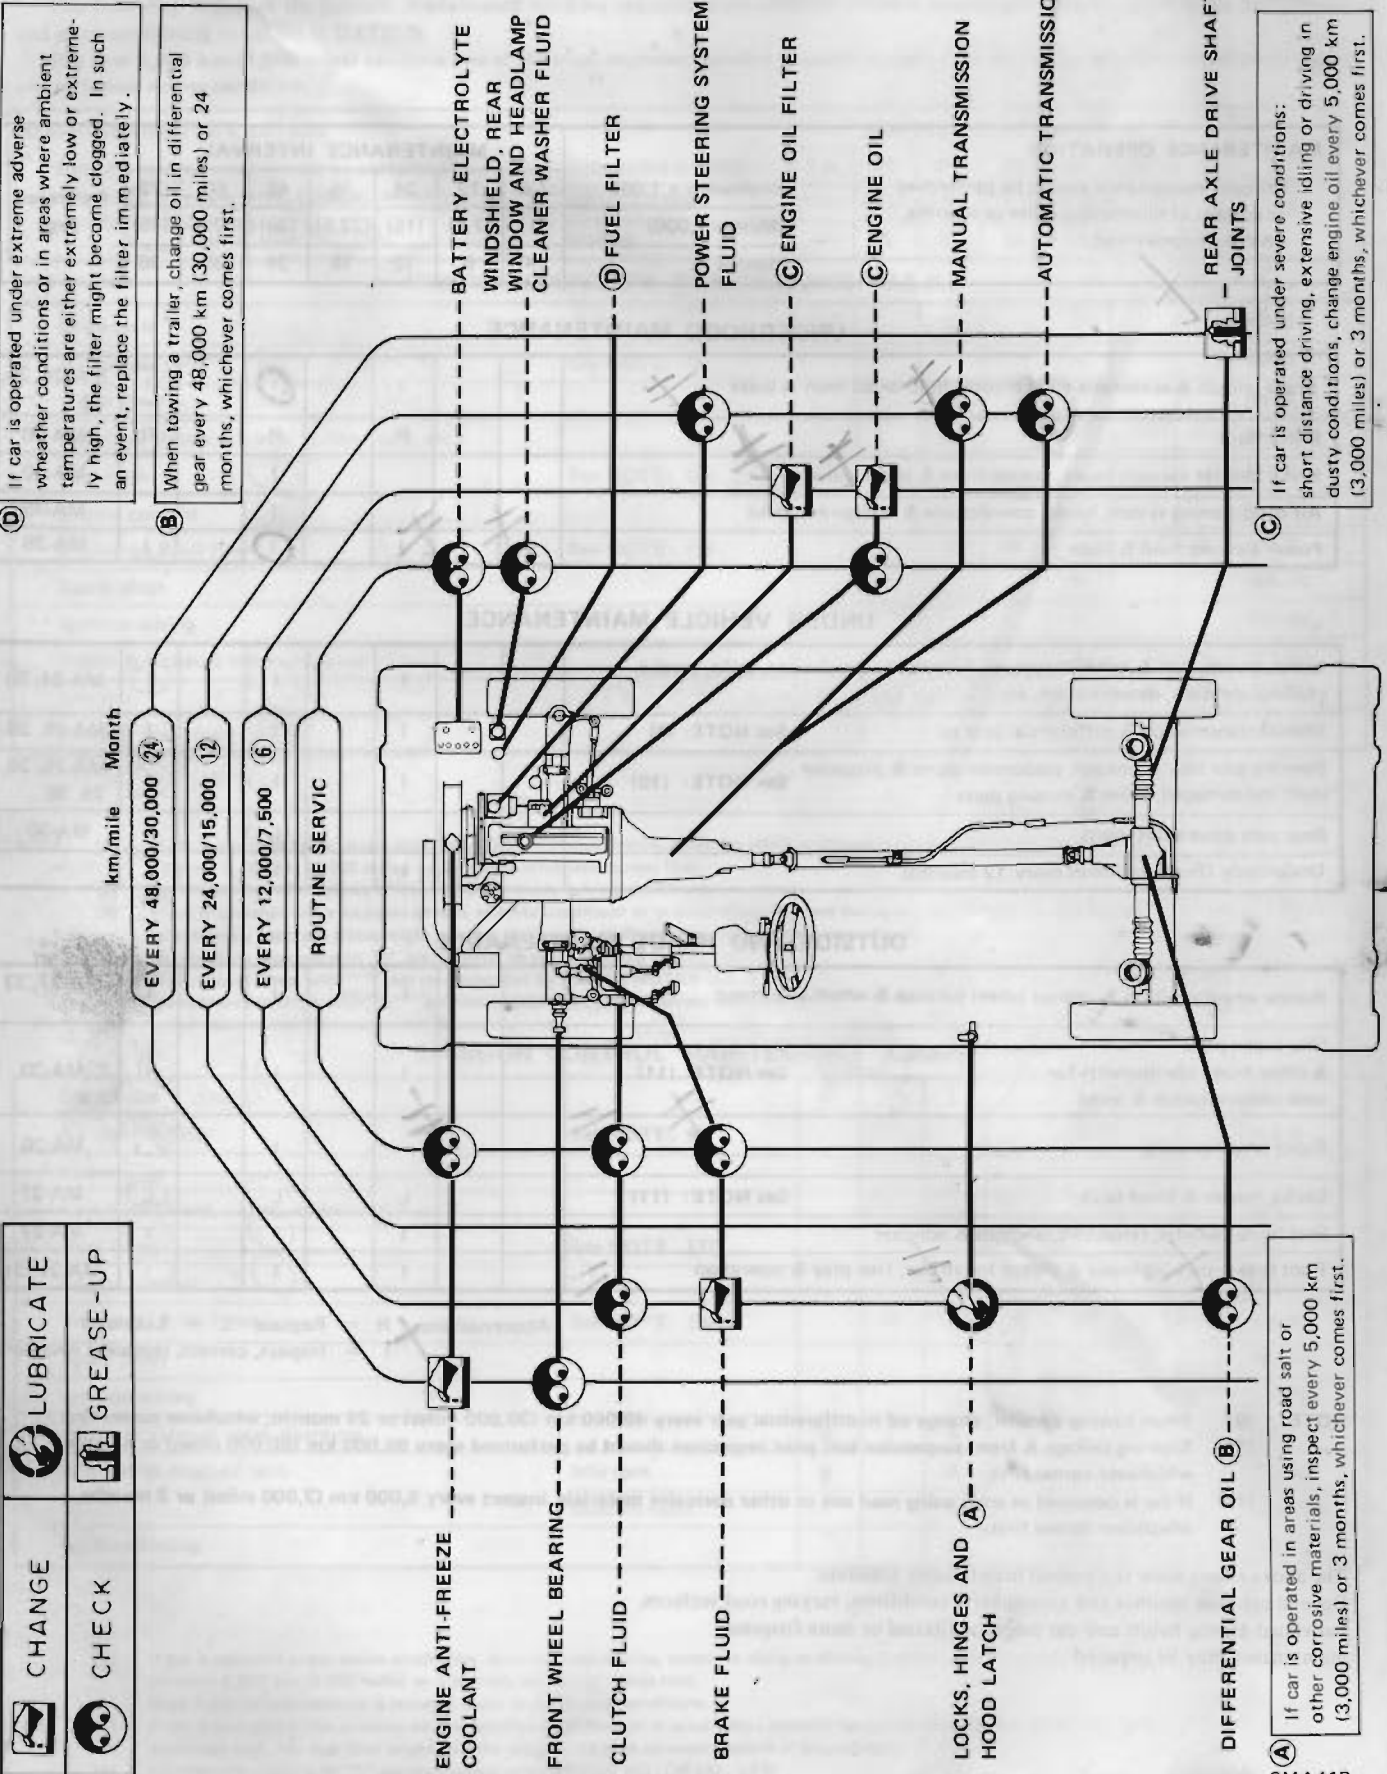 CHANGE
LUBRICATE
CHECK
GREASE-UP
km/mile Month
EVERY 48,000/30,000 24
EVERY 24,000/15,000 12
EVERY 12,000/7,500 6
ROUTINE SERVIC
D
If car is operated under extreme adverse
wheather conditions or in areas where ambient
temperatures are either extremely low or extreme-
ly high, the filter might become clogged. In such
an event, replace the filter immediately.
B
When towing a trailer, change oil in differential
gear every 48,000 km (30,000 miles) or 24
months, whichever comes first.
ENGINE ANTI-FREEZE
COOLANT
FRONT WHEEL BEARING
CLUTCH FLUID
BRAKE FLUID
LOCKS, HINGES AND A
HOOD LATCH
DIFFERENTIAL GEAR OIL B
BATTERY ELECTROLYTE
WINDSHIELD, REAR
WINDOW AND HEADLAMP
CLEANER WASHER FLUID
D FUEL FILTER
POWER STEERING SYSTEM
FLUID
C ENGINE OIL FILTER
C ENGINE OIL
MANUAL TRANSMISSION
AUTOMATIC TRANSMISSIO
REAR AXLE DRIVE SHAF
JOINTS
A
If car is operated in areas using road salt or
other corrosive materials, inspect every 5,000 km
(3,000 miles) or 3 months, whichever comes first.
C
If car is operated under severe conditions:
short distance driving, extensive idling or driving in
dusty conditions, change engine oil every 5,000 km
(3,000 miles) or 3 months, whichever comes first.